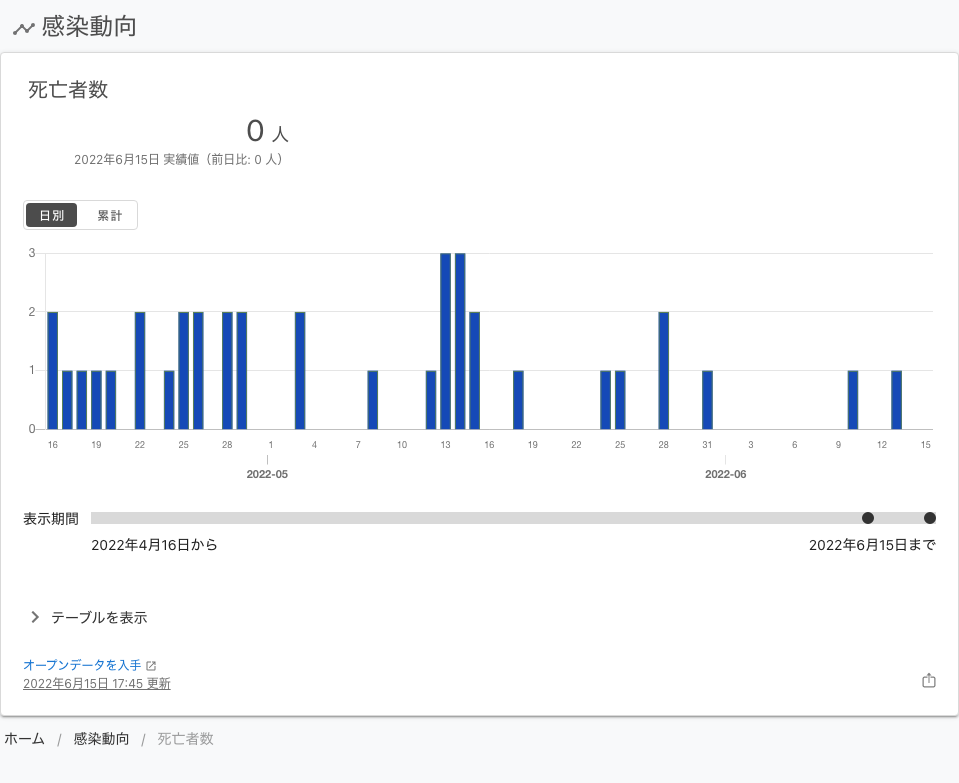 感染動向
死亡者数
0 人
2022年6月15日 実績値（前日比: 0 人）
日別 累計
3
2
1
0
16 19 22 25 28 1 4 7 10 13 16 19 22 25 28 31 3 6 9 12 15
2022-05 2022-06
表示期間
2022年4月16日から 2022年6月15日まで
テーブルを表示
オープンデータを入手
2022年6月15日 17:45 更新
ホーム / 感染動向 / 死亡者数